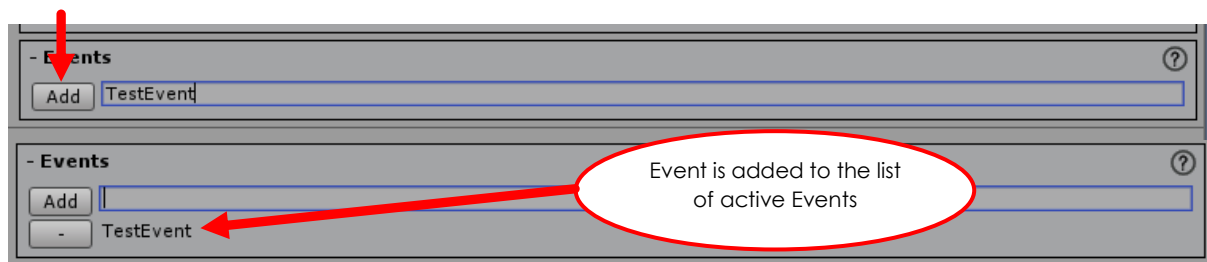 - Events
?
Add TestEvent
- Events
?
Event is added to the list
of active Events
Add
- TestEvent